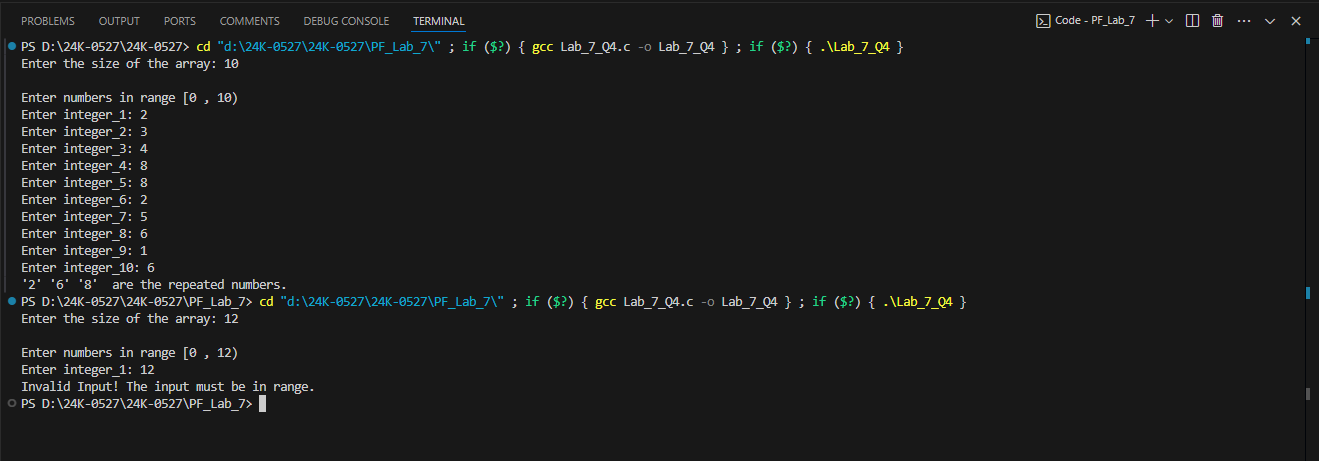 PROBLEMS OUTPUT PORTS COMMENTS DEBUG CONSOLE TERMINAL Code - PF_Lab_7
PS D:\24K-0527\24K-0527> cd "d:\24K-0527\24K-0527\PF_Lab_7\" ; if ($?) { gcc Lab_7_Q4.c -o Lab_7_Q4 } ; if ($?) { .\Lab_7_Q4 }
Enter the size of the array: 10
Enter numbers in range [0 , 10)
Enter integer_1: 2
Enter integer_2: 3
Enter integer_3: 4
Enter integer_4: 8
Enter integer_5: 8
Enter integer_6: 2
Enter integer_7: 5
Enter integer_8: 6
Enter integer_9: 1
Enter integer_10: 6
'2' '6' '8'  are the repeated numbers.
PS D:\24K-0527\24K-0527\PF_Lab_7> cd "d:\24K-0527\24K-0527\PF_Lab_7\" ; if ($?) { gcc Lab_7_Q4.c -o Lab_7_Q4 } ; if ($?) { .\Lab_7_Q4 }
Enter the size of the array: 12
Enter numbers in range [0 , 12)
Enter integer_1: 12
Invalid Input! The input must be in range.
PS D:\24K-0527\24K-0527\PF_Lab_7>